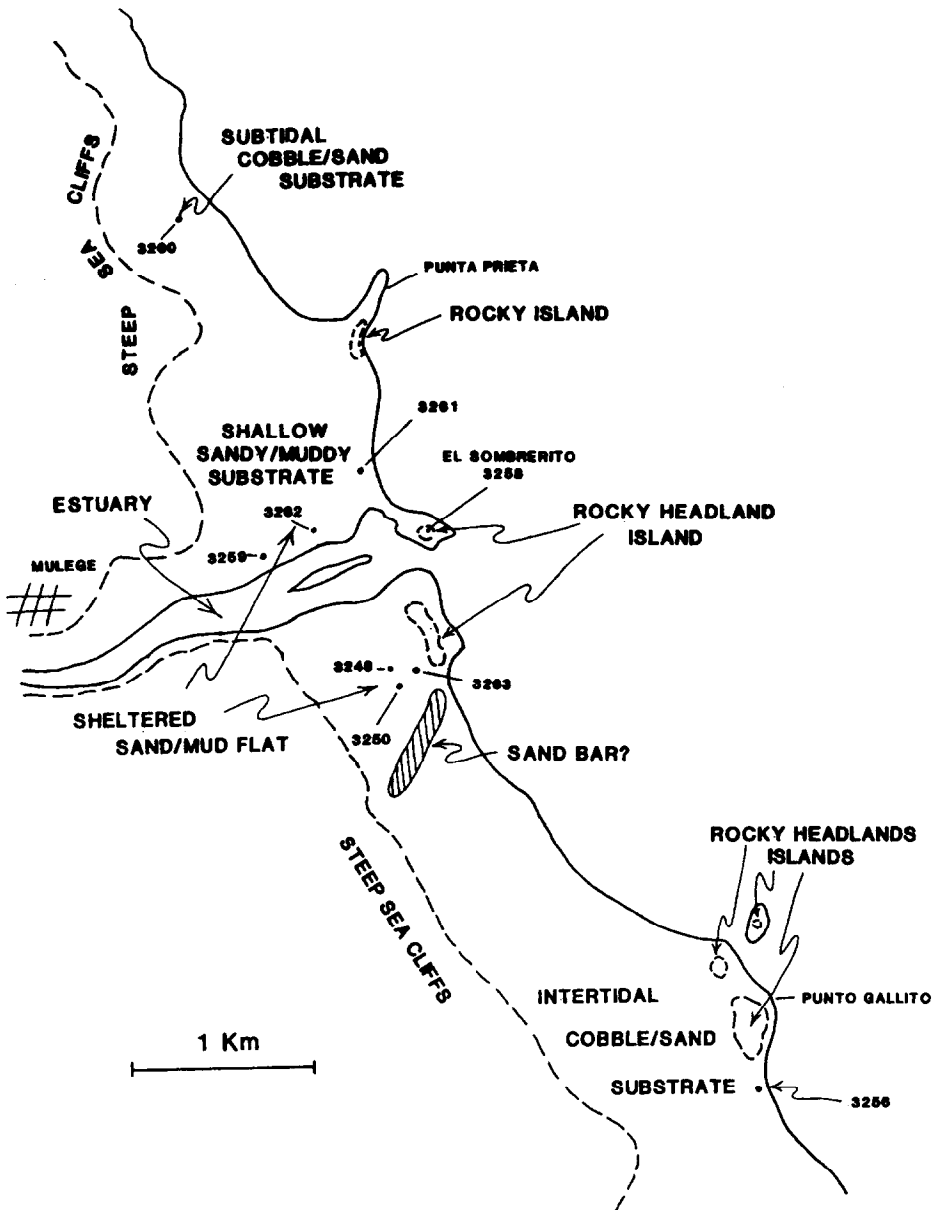 SUBTIDAL
COBBLE/SAND
SUBSTRATE
CLIFFS
SEA
STEEP
3260
PUNTA PRIETA
ROCKY ISLAND
3261
SHALLOW
SANDY/MUDDY
SUBSTRATE
EL SOMBRERITO
3258
ESTUARY
3262
ROCKY HEADLAND
ISLAND
3259
MULEGE
3249
3263
SHELTERED
SAND/MUD FLAT
3250
SAND BAR?
ROCKY HEADLANDS
ISLANDS
STEEP SEA CLIFFS
INTERTIDAL
PUNTO GALLITO
COBBLE/SAND
1 Km
SUBSTRATE
3256